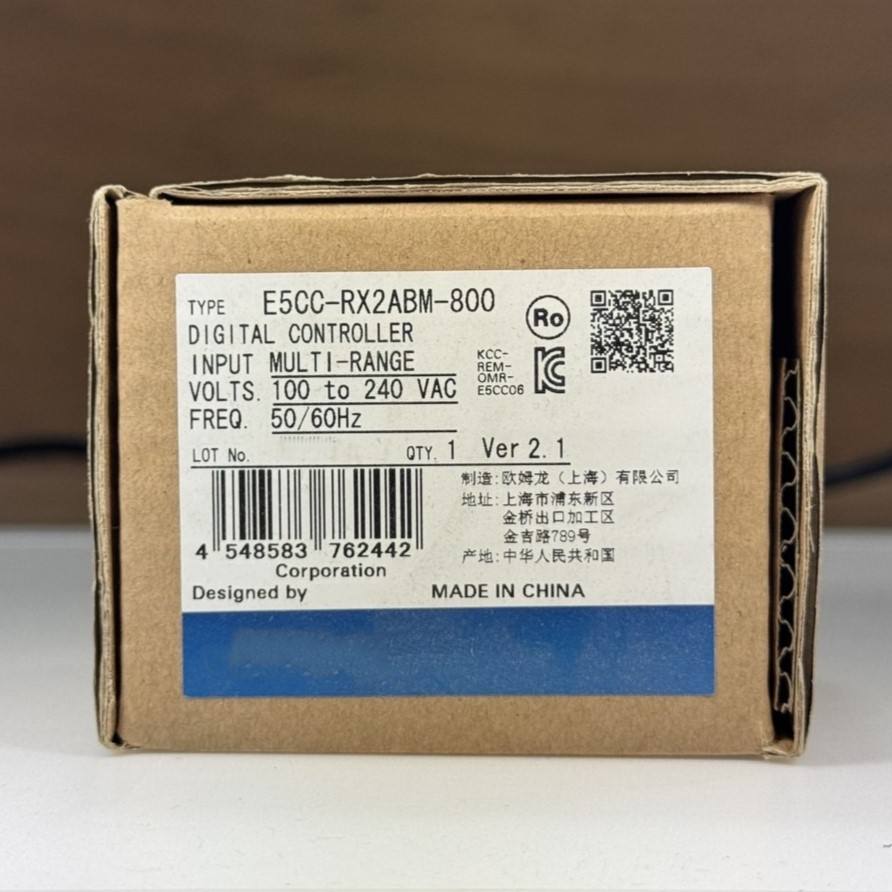 TYPE E5CC-RX2ABM-800
DIGITAL CONTROLLER
INPUT MULTI-RANGE
VOLTS. 100 to 240 VAC
FREQ. 50/60Hz
Ro
KCC-
REM-
OMR-
E5CC06
LOT No. QTY. 1 Ver 2.1
4 548583 762442
制造:欧姆龙(上海)有限公司
地址:上海市浦东新区
金桥出口加工区
金吉路789号
产地:中华人民共和国
Corporation
Designed by
MADE IN CHINA